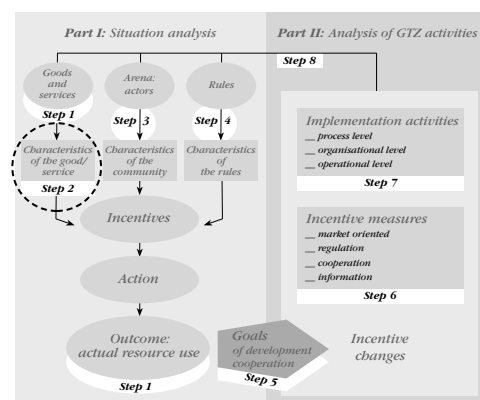 Part I: Situation analysis
Part II: Analysis of GTZ activities
Step 8
Goods
and
services
Step 1
Arena:
actors
Step 3
Rules
Step 4
Characteristics
of the good/
service
Step 2
Characteristics
of the
community
Characteristics
of
the rules
Incentives
Action
Outcome:
actual resource use
Step 1
Goals
of development
cooperation
Step 5
Implementation activities
__ process level
__ organisational level
__ operational level
Step 7
Incentive measures
__ market oriented
__ regulation
__ cooperation
__ information
Step 6
Incentive
changes